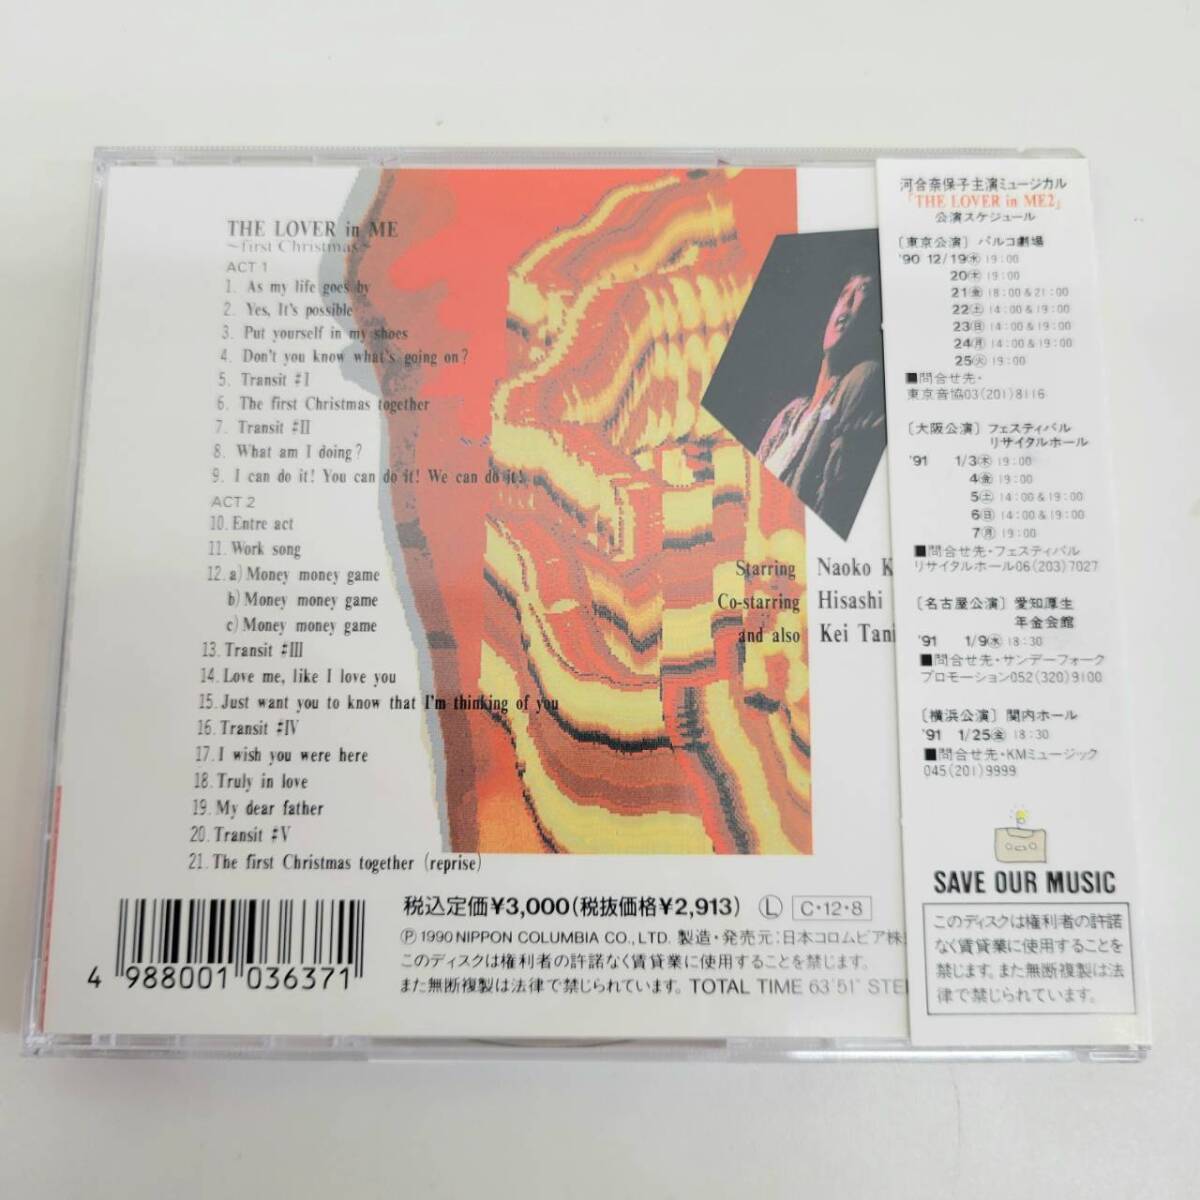 THE LOVER in ME
～first Christmas～
ACT 1
1. As my life goes by
2. Yes, It's possible
3. Put yourself in my shoes
4. Don't you know what's going on?
5. Transit #I
6. The first Christmas together
7. Transit #II
8. What am I doing?
9. I can do it! You can do it! We can do it!
ACT 2
10. Entre act
11. Work song
12. a) Money money game
b) Money money game
c) Money money game
13. Transit #III
14. Love me, like I love you
15. Just want you to know that I'm thinking of you
16. Transit #IV
17. I wish you were here
18. Truly in love
19. My dear father
20. Transit #V
21. The first Christmas together (reprise)
Starring Naoko K
Co-starring Hisashi
and also Kei Tani
税込定価¥3,000(税抜価格¥2,913) Ⓛ C・12・8
Ⓟ 1990 NIPPON COLUMBIA CO., LTD. 製造・発売元:日本コロムビア株
このディスクは権利者の許諾なく賃貸業に使用することを禁じます。
また無断複製は法律で禁じられています。 TOTAL TIME 63'51" STE
4 988001 036371
河合奈保子主演ミュージカル
「THE LOVER in ME2」
公演スケジュール
〔東京公演〕 パルコ劇場
'90 12/19㊌ 19:00
20㊍ 19:00
21㊎ 18:00 & 21:00
22㊏ 14:00 & 19:00
23㊐ 14:00 & 19:00
24㊊ 14:00 & 19:00
25㊋ 19:00
■問合せ先・
東京音協03(201)8116
〔大阪公演〕 フェスティバル
リサイタルホール
'91 1/3㊍ 19:00
4㊎ 19:00
5㊏ 14:00 & 19:00
6㊐ 14:00 & 19:00
7㊊ 19:00
■問合せ先・フェスティバル
リサイタルホール06(203)7027
〔名古屋公演〕 愛知厚生
年金会館
'91 1/9㊌ 18:30
■問合せ先・サンデーフォーク
プロモーション052(320)9100
〔横浜公演〕 関内ホール
'91 1/25㊎ 18:30
■問合せ先・KMミュージック
045(201)9999
SAVE OUR MUSIC
このディスクは権利者の許諾
なく賃貸業に使用することを
禁じます。また無断複製は法
律で禁じられています。